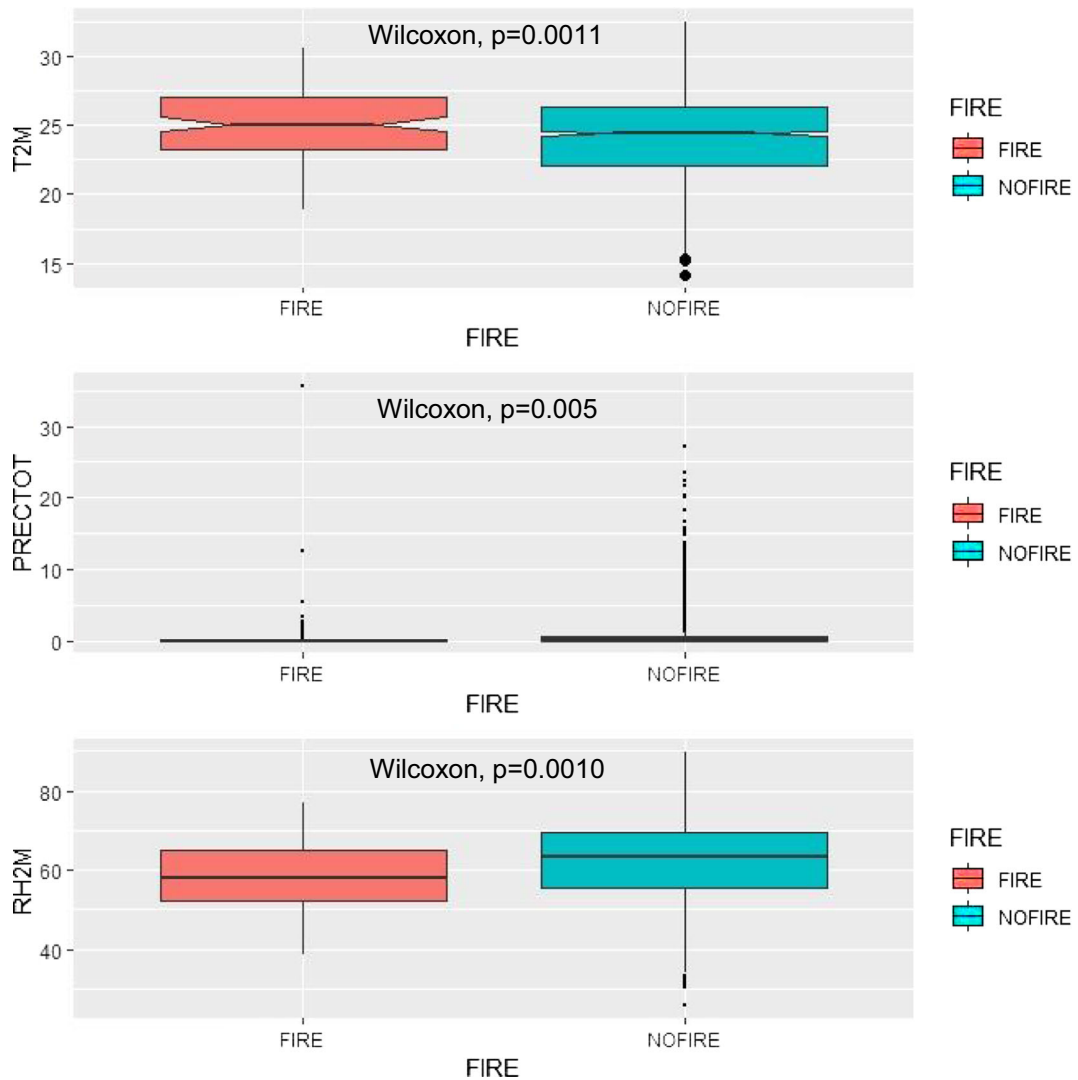 Wilcoxon, p=0.0011
T2M
30
25
20
15
FIRE
NOFIRE
FIRE
FIRE
FIRE
NOFIRE
Wilcoxon, p=0.005
PRECTOT
30
20
10
0
FIRE
NOFIRE
FIRE
FIRE
FIRE
NOFIRE
Wilcoxon, p=0.0010
RH2M
80
60
40
FIRE
NOFIRE
FIRE
FIRE
FIRE
NOFIRE